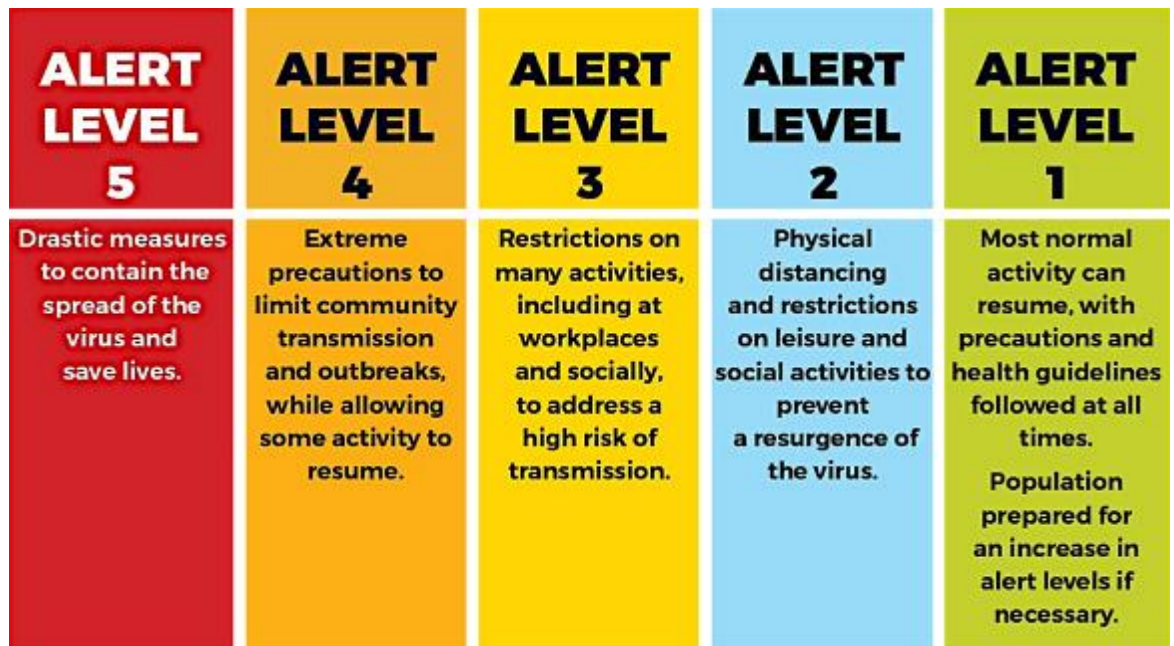 ALERT
LEVEL
5
Drastic measures
to contain the
spread of the
virus and
save lives.
ALERT
LEVEL
4
Extreme
precautions to
limit community
transmission
and outbreaks,
while allowing
some activity to
resume.
ALERT
LEVEL
3
Restrictions on
many activities,
including at
workplaces
and socially,
to address a
high risk of
transmission.
ALERT
LEVEL
2
Physical
distancing
and restrictions
on leisure and
social activities to
prevent
a resurgence of
the virus.
ALERT
LEVEL
1
Most normal
activity can
resume, with
precautions and
health guidelines
followed at all
times.
Population
prepared for
an increase in
alert levels if
necessary.